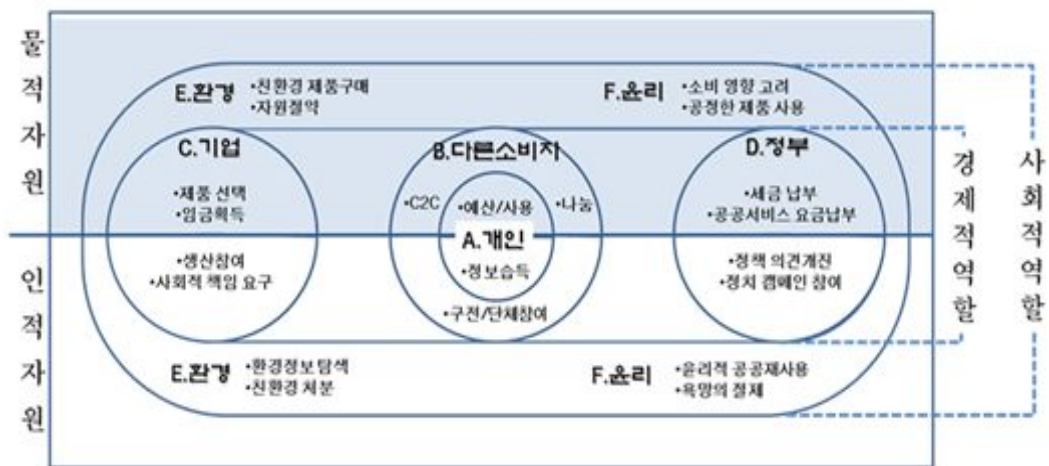 물적자원
E.환경
•친환경 제품구매
•자원절약
F.윤리
•소비 영향 고려
•공정한 제품 사용
C.기업
•제품 선택
•임금획득
B.다른소비자
•C2C
•예산/사용
•나눔
D.정부
•세금 납부
•공공서비스 요금납부
A.개인
인적자원
•생산참여
•사회적 책임 요구
•정보습득
•구전/단체참여
•정책 의견개진
•정치 캠페인 참여
E.환경
•환경정보 탐색
•친환경 처분
F.윤리
•윤리적 공공재사용
•욕망의 절제
경제적역할
사회적역할